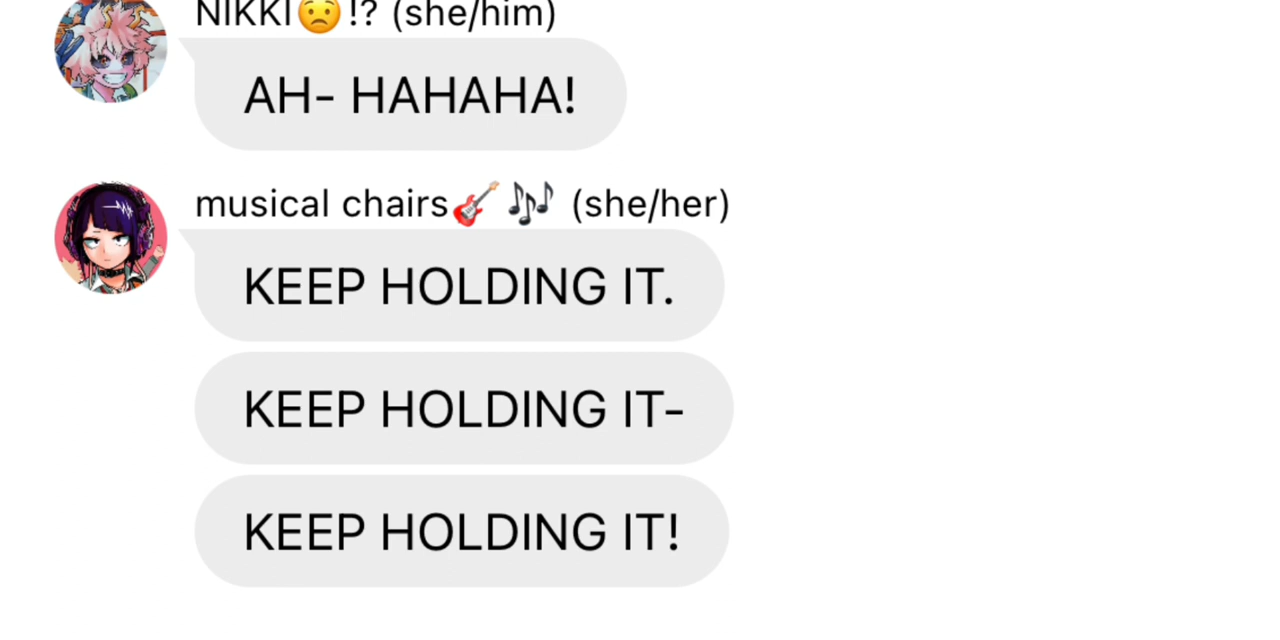 NIKKI😟!? (she/him)
AH- HAHAHA!
musical chairs🎸🎶 (she/her)
KEEP HOLDING IT.
KEEP HOLDING IT-
KEEP HOLDING IT!